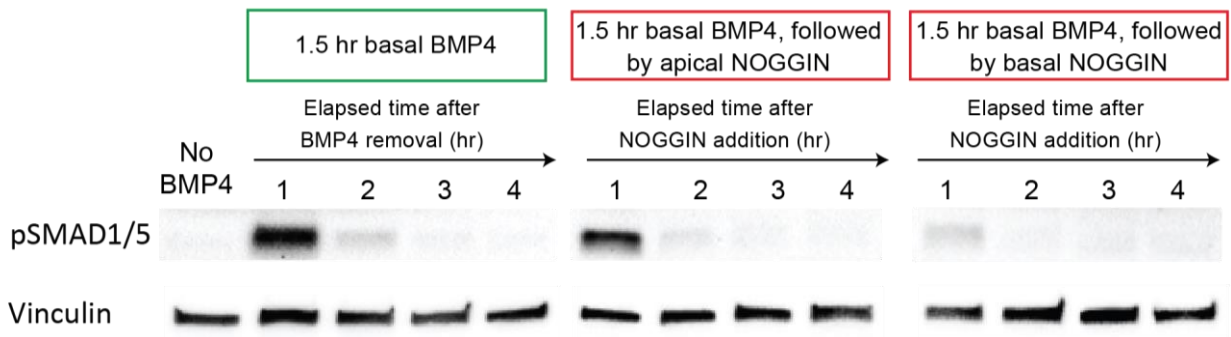 1.5 hr basal BMP4
1.5 hr basal BMP4, followed
by apical NOGGIN
1.5 hr basal BMP4, followed
by basal NOGGIN
Elapsed time after
BMP4 removal (hr)
Elapsed time after
NOGGIN addition (hr)
Elapsed time after
NOGGIN addition (hr)
No
BMP4
1 2 3 4
1 2 3 4
1 2 3 4
pSMAD1/5
Vinculin